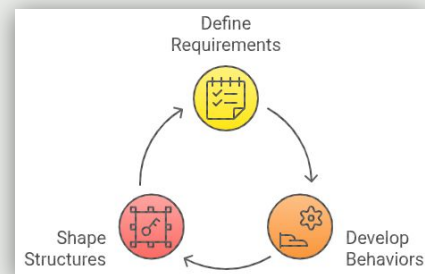 Define
Requirements
Shape
Structures
Develop
Behaviors